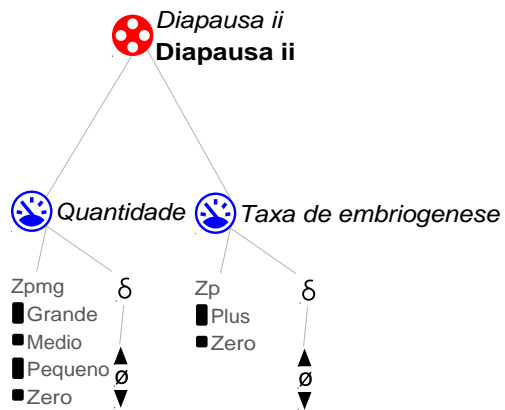 Diapausa ii
Diapausa ii
Quantidade
Taxa de embriogenese
Zpmg
Grande
Medio
Pequeno
Zero
δ
ø
Zp
Plus
Zero
δ
ø